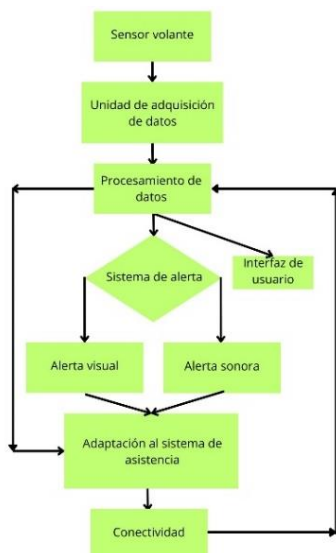 Sensor volante
Unidad de adquisición
de datos
Procesamiento de
datos
Sistema de alerta
Interfaz de
usuario
Alerta visual
Alerta sonora
Adaptación al sistema de
asistencia
Conectividad